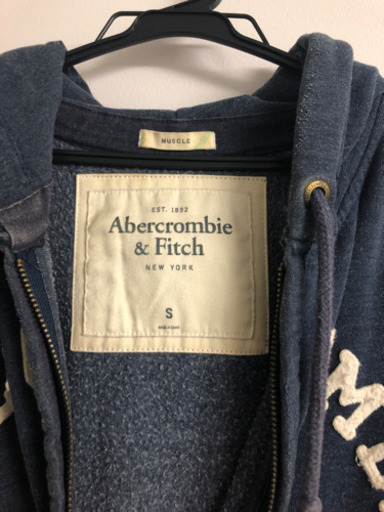 MUSCLE
EST. 1892
Abercrombie
& Fitch
NEW YORK
S